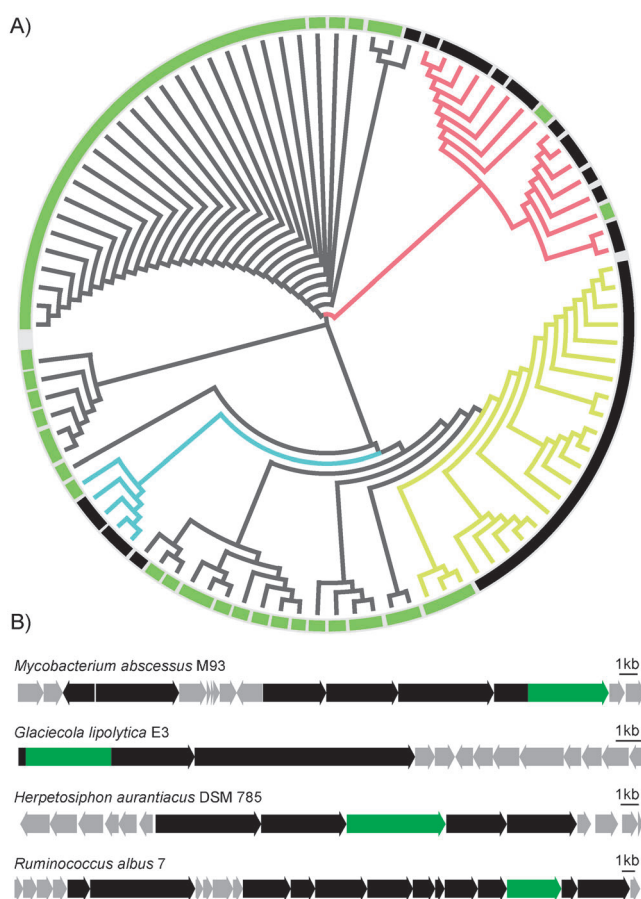 A)
B)
Mycobacterium abscessus M93 1kb
Glaciecola lipolytica E3 1kb
Herpetosiphon aurantiacus DSM 785 1kb
Ruminococcus albus 7 1kb